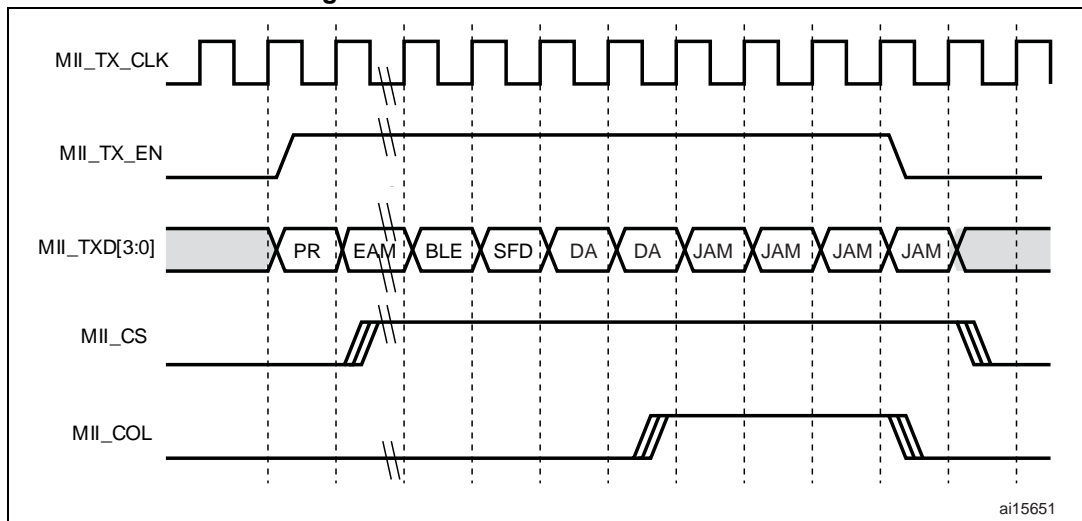 MII_TX_CLK
MII_TX_EN
MII_TXD[3:0] PR EAM BLE SFD DA DA JAM JAM JAM JAM
MII_CS
MII_COL
ai15651